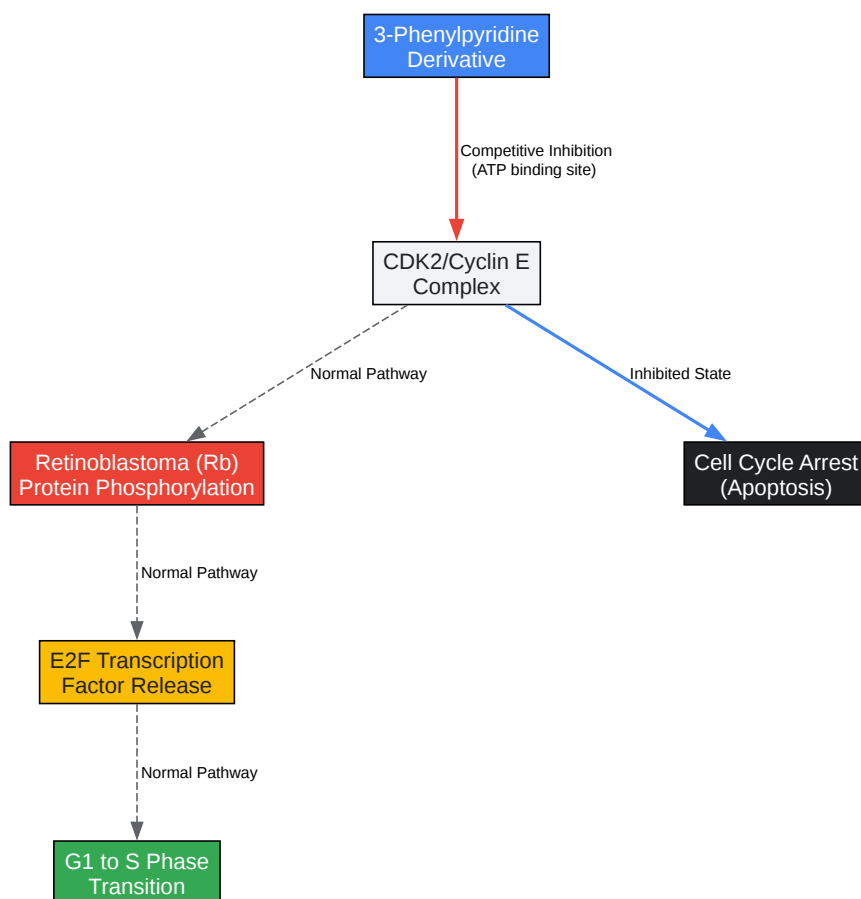 3-Phenylpyridine
Derivative
Competitive Inhibition
(ATP binding site)
CDK2/Cyclin E
Complex
Normal Pathway
Inhibited State
Retinoblastoma (Rb)
Protein Phosphorylation
Cell Cycle Arrest
(Apoptosis)
Normal Pathway
E2F Transcription
Factor Release
Normal Pathway
G1 to S Phase
Transition